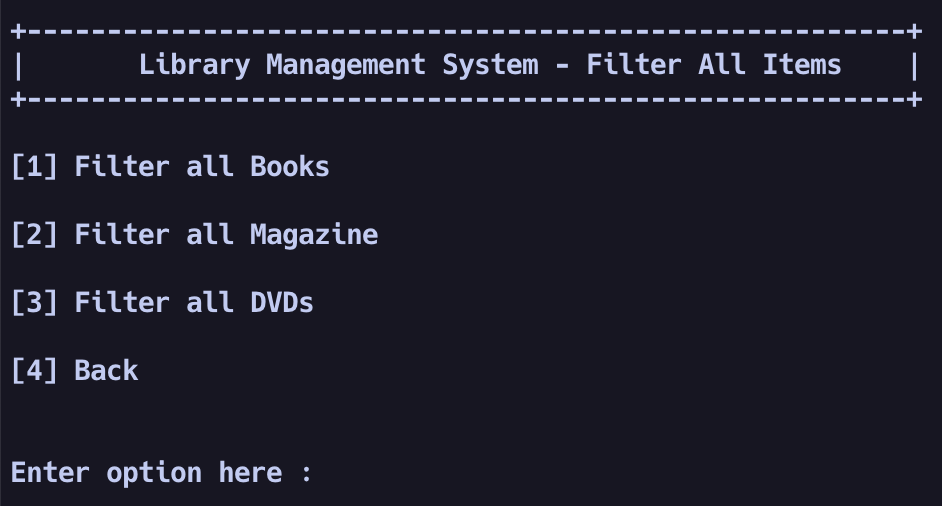 +-------------------------------------------------------+
|       Library Management System - Filter All Items    |
+-------------------------------------------------------+
[1] Filter all Books
[2] Filter all Magazine
[3] Filter all DVDs
[4] Back
Enter option here :